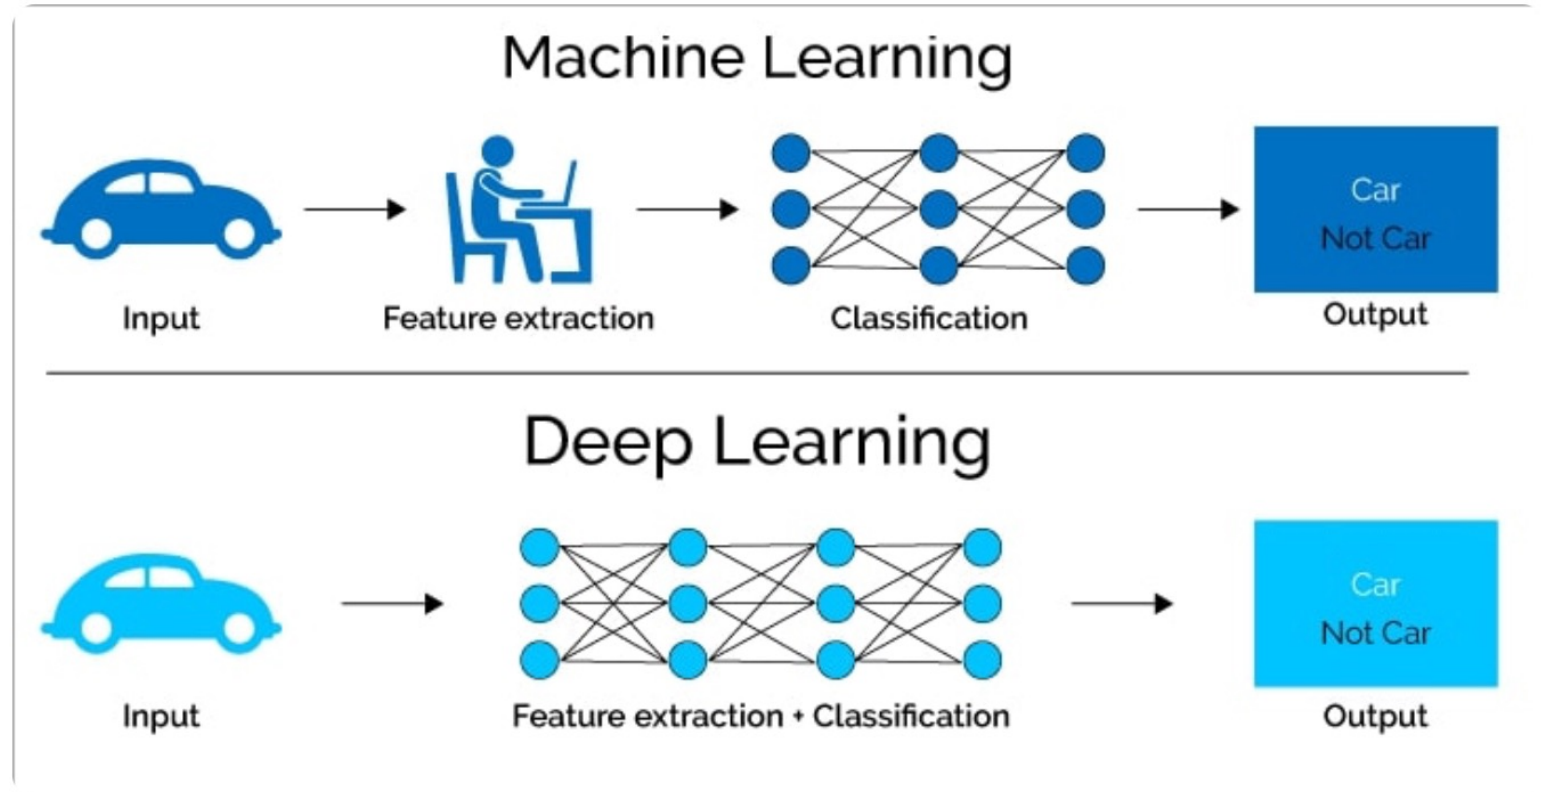 Machine Learning
Car
Not Car
Input
Feature extraction
Classification
Output
Deep Learning
Car
Not Car
Input
Feature extraction + Classification
Output